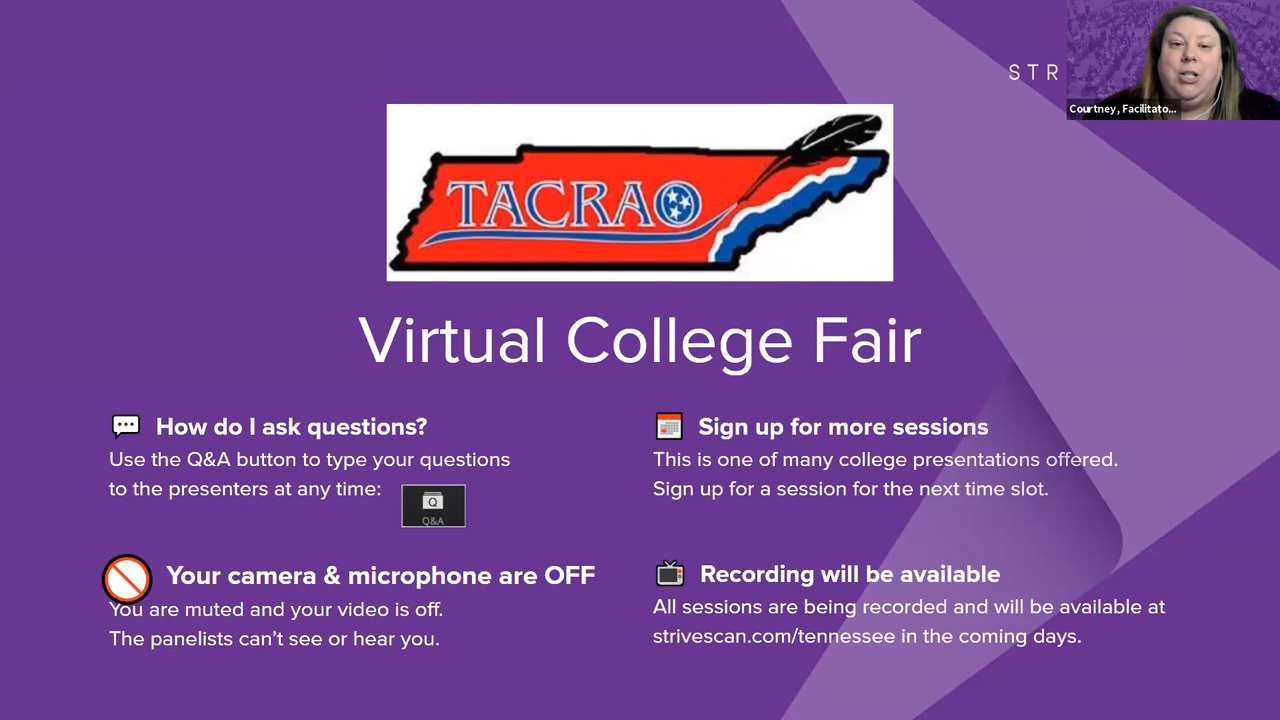 STR
Courtney, Facilitato...
TACRAO
Virtual College Fair
How do I ask questions?
Use the Q&A button to type your questions
to the presenters at any time:
Q
Q&A
Sign up for more sessions
This is one of many college presentations offered.
Sign up for a session for the next time slot.
Your camera & microphone are OFF
You are muted and your video is off.
The panelists can't see or hear you.
Recording will be available
All sessions are being recorded and will be available at
strivescan.com/tennessee in the coming days.